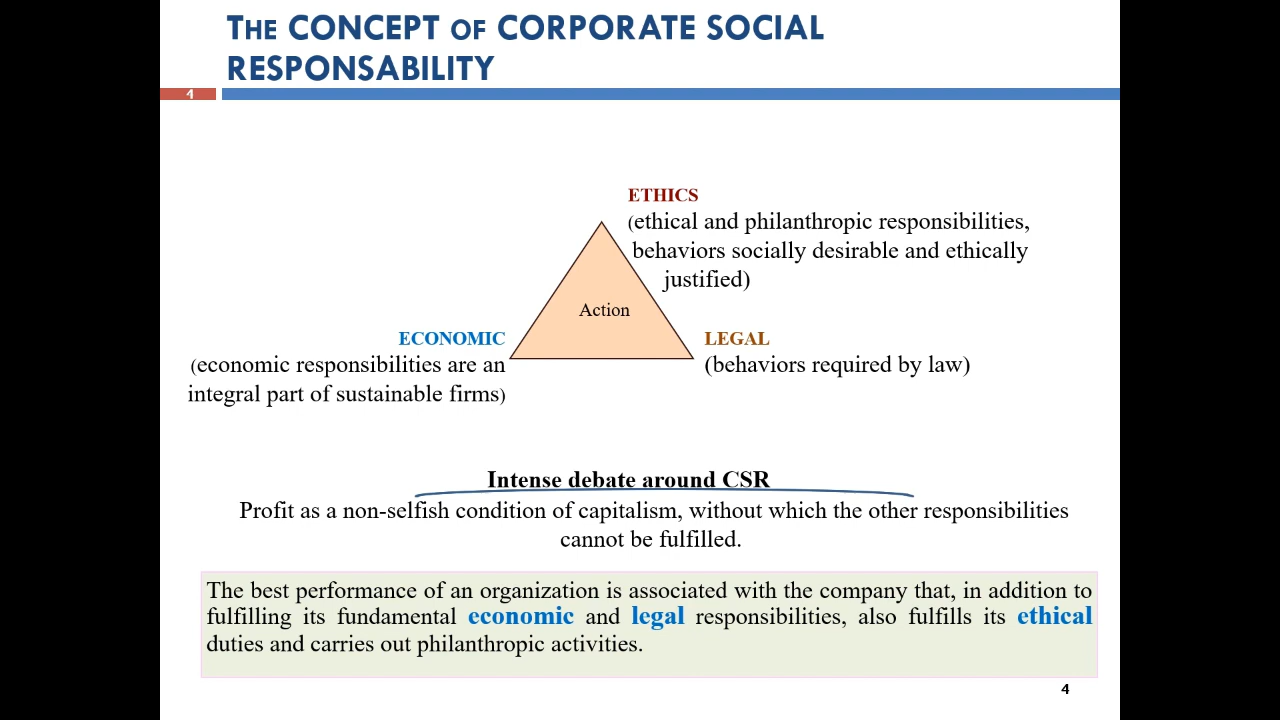 THE CONCEPT OF CORPORATE SOCIAL
RESPONSABILITY
4
ETHICS
(ethical and philanthropic responsibilities,
behaviors socially desirable and ethically
justified)
Action
ECONOMIC
(economic responsibilities are an
integral part of sustainable firms)
LEGAL
(behaviors required by law)
Intense debate around CSR
Profit as a non-selfish condition of capitalism, without which the other responsibilities
cannot be fulfilled.
The best performance of an organization is associated with the company that, in addition to
fulfilling its fundamental economic and legal responsibilities, also fulfills its ethical
duties and carries out philanthropic activities.
4